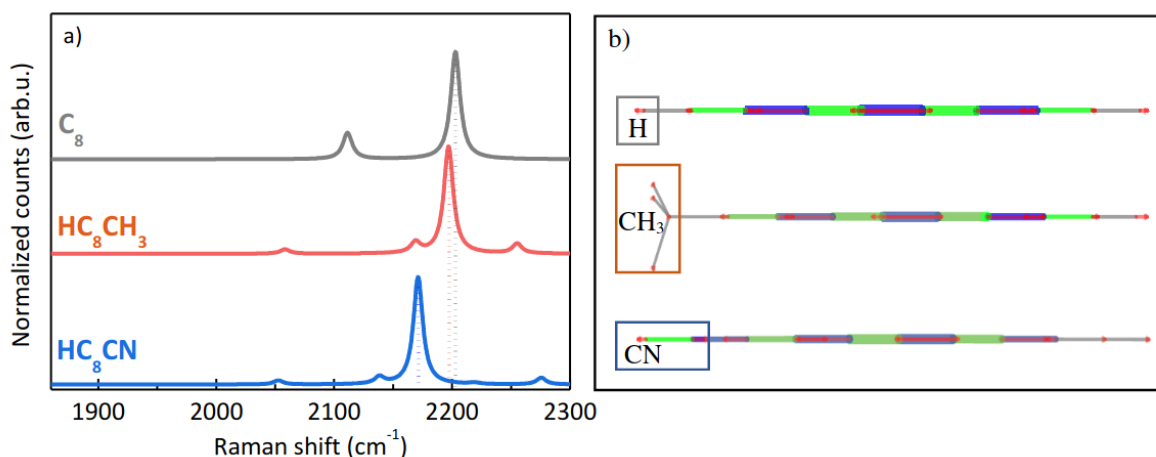 a)
Normalized counts (arb.u.)
C₈
HC₈CH₃
HC₈CN
1900 2000 2100 2200 2300
Raman shift (cm⁻¹)
b)
H
CH₃
CN